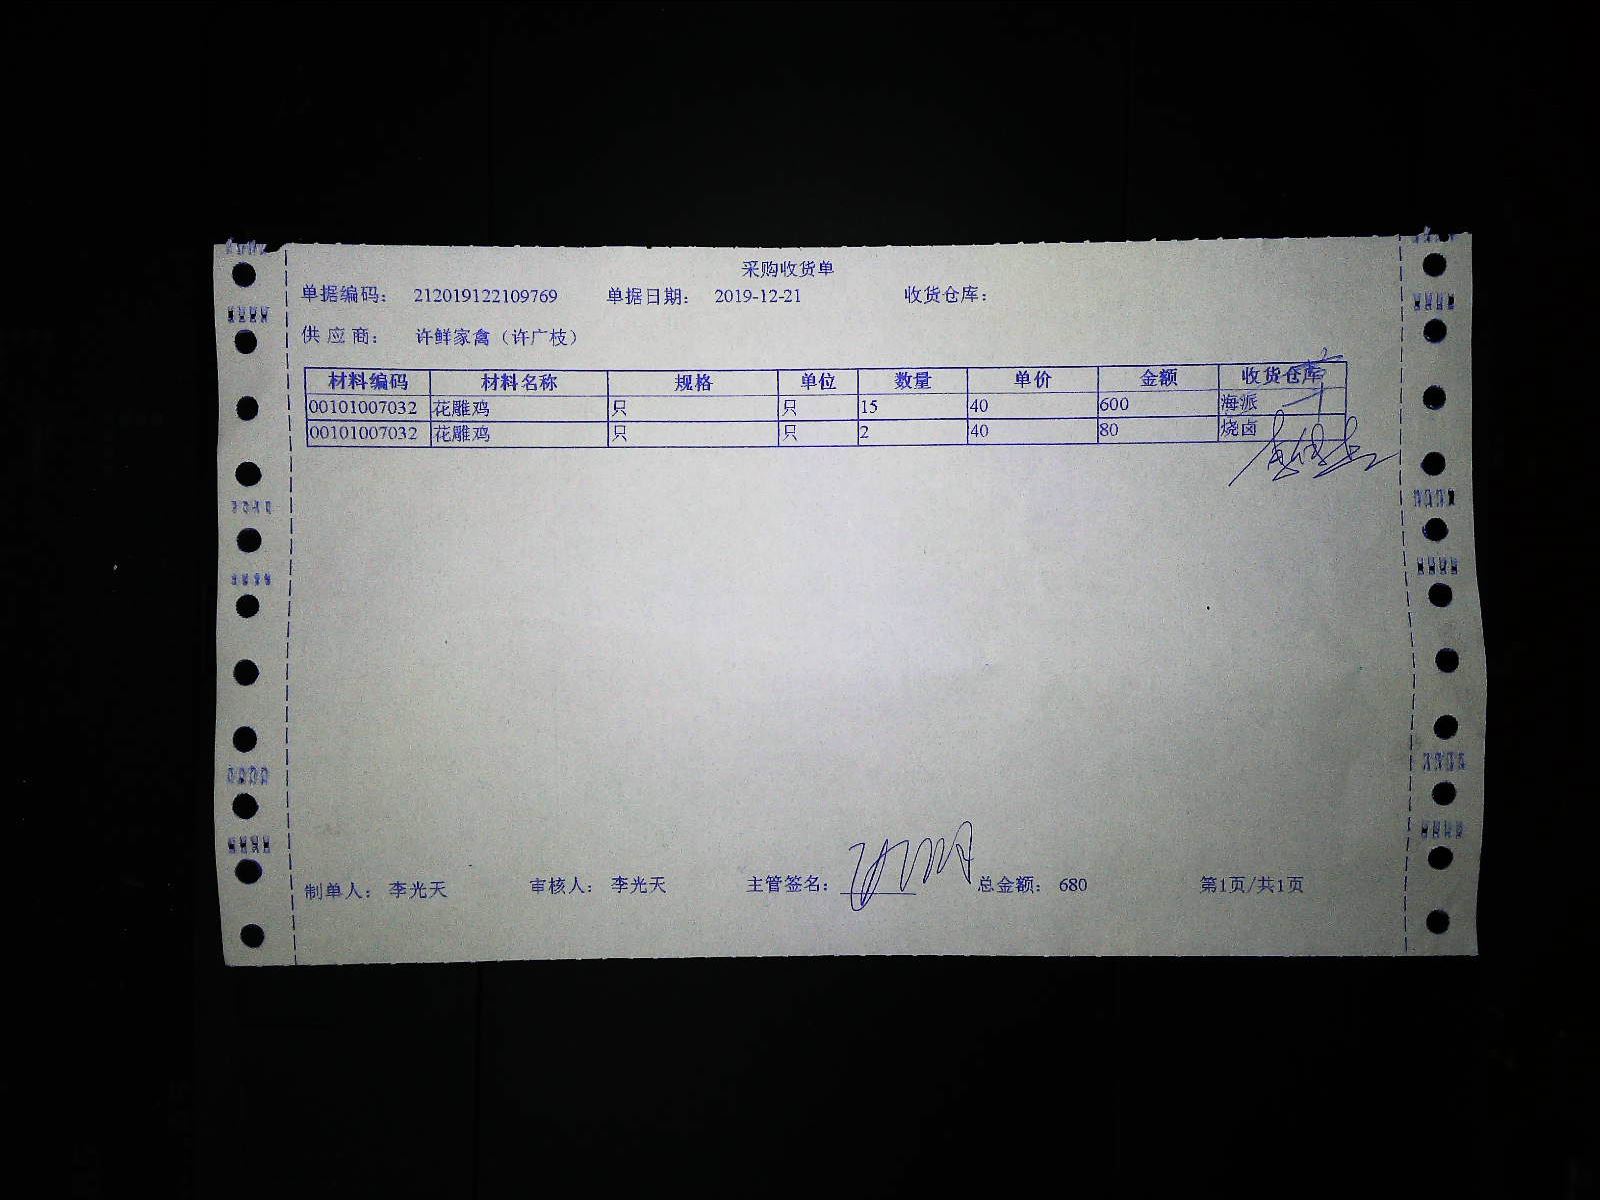 采购收货单
单据编码： 212019122109769 单据日期： 2019-12-21 收货仓库：
供 应 商： 许鲜家禽（许广枝）
材料编码 材料名称 规格 单位 数量 单价 金额 收货仓库
00101007032 花雕鸡 只 只 15 40 600 海派
00101007032 花雕鸡 只 只 2 40 80 烧卤
制单人： 李光天 审核人： 李光天 主管签名： 总金额： 680 第1页/共1页